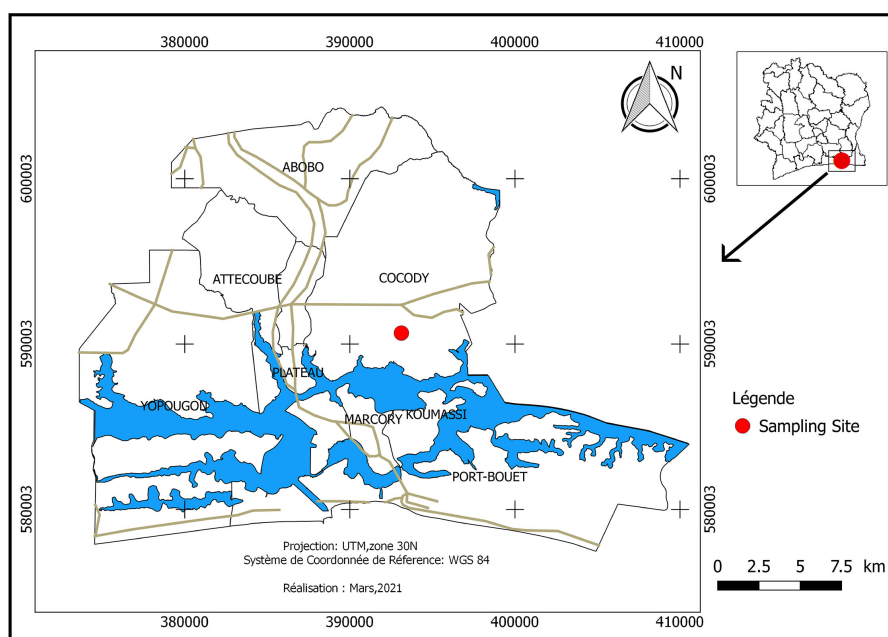 380000 390000 400000 410000
N
600003 600003
590003 590003
580003 580003
ABOBO
ATTECOUBE
COCODY
PLATEAU
YOPOUGON
MARCORY
KOUMASSI
PORT-BOUET
Légende
Sampling Site
Projection: UTM,zone 30N
Système de Coordonnée de Réference: WGS 84
Réalisation : Mars,2021
0 2.5 5 7.5 km
380000 390000 400000 410000